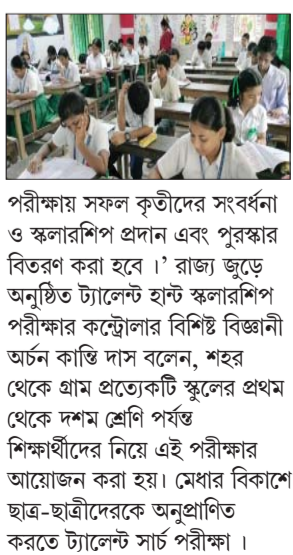 পরীক্ষায় সফল কৃতীদের সংবর্ধনা
ও স্কলারশিপ প্রদান এবং পুরস্কার
বিতরণ করা হবে ।’ রাজ্য জুড়ে
অনুষ্ঠিত ট্যালেন্ট হান্ট স্কলারশিপ
পরীক্ষার কন্ট্রোলার বিশিষ্ট বিজ্ঞানী
অর্চন কান্তি দাস বলেন, শহর
থেকে গ্রাম প্রত্যেকটি স্কুলের প্রথম
থেকে দশম শ্রেণি পর্যন্ত
শিক্ষার্থীদের নিয়ে এই পরীক্ষার
আয়োজন করা হয়। মেধার বিকাশে
ছাত্র-ছাত্রীদেরকে অনুপ্রাণিত
করতে ট্যালেন্ট সার্চ পরীক্ষা ।